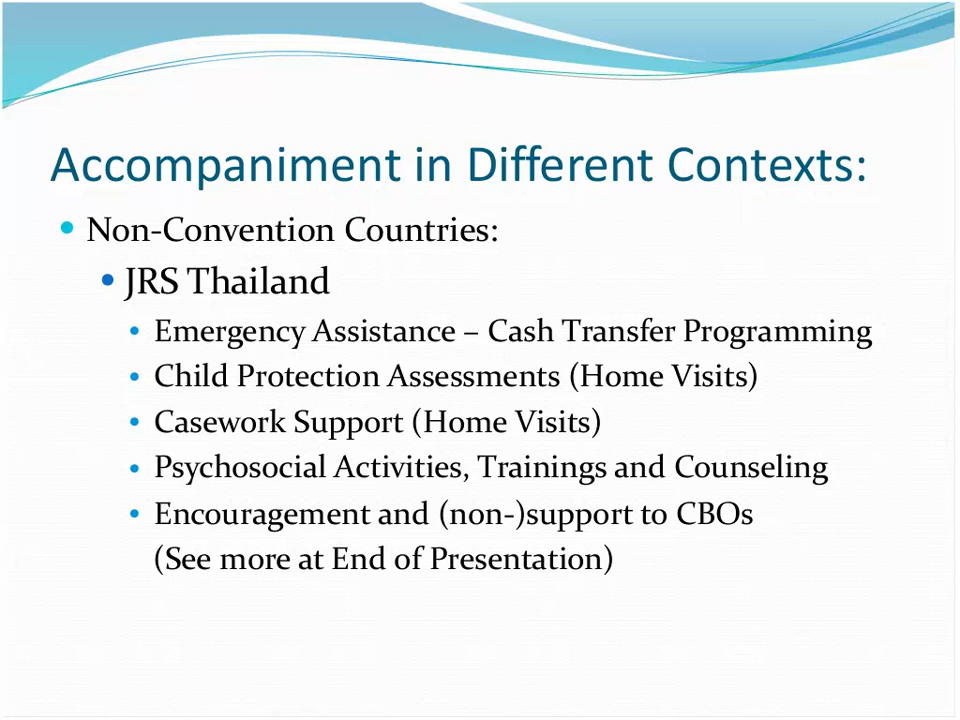 Accompaniment in Different Contexts:
• Non-Convention Countries:
• JRS Thailand
• Emergency Assistance – Cash Transfer Programming
• Child Protection Assessments (Home Visits)
• Casework Support (Home Visits)
• Psychosocial Activities, Trainings and Counseling
• Encouragement and (non-)support to CBOs
(See more at End of Presentation)